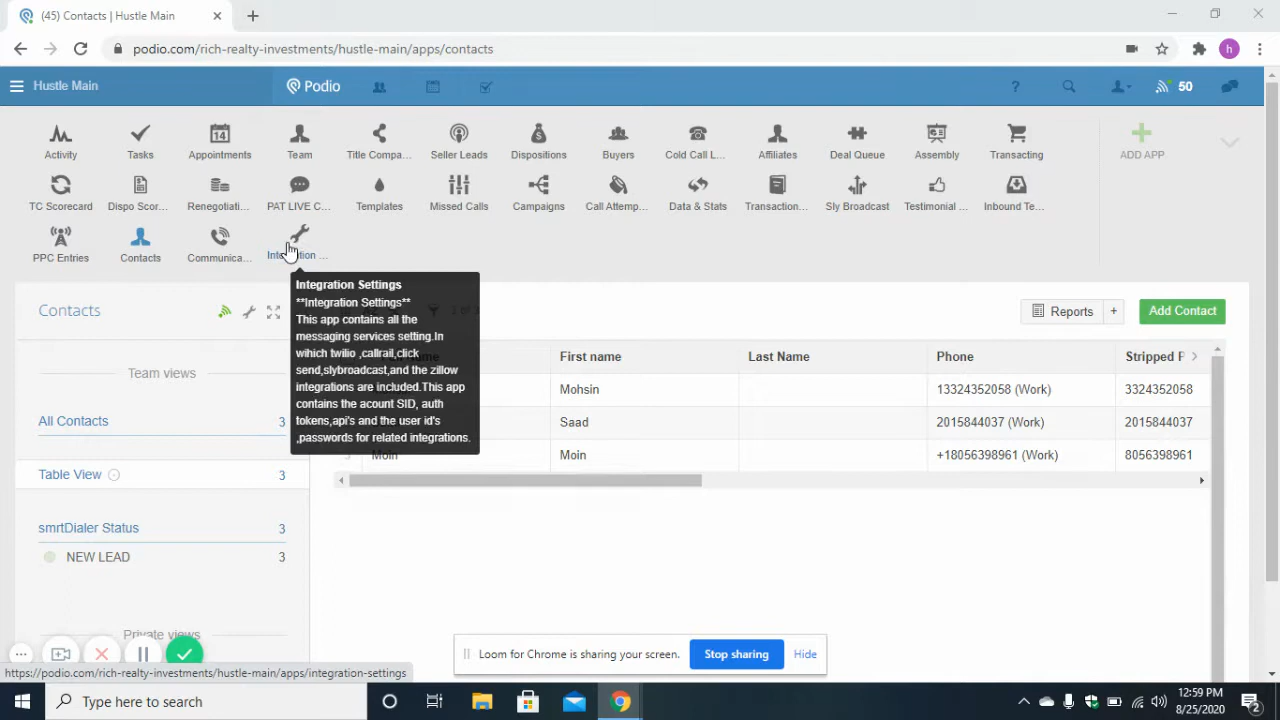 (45) Contacts | Hustle Main
podio.com/rich-realty-investments/hustle-main/apps/contacts
h
Hustle Main
Podio
?
50
Activity
Tasks
14
Appointments
Team
Title Compa...
Seller Leads
Dispositions
Buyers
Cold Call L...
Affiliates
Deal Queue
Assembly
Transacting
ADD APP
TC Scorecard
Dispo Scor...
Renegotiati...
PAT LIVE C...
Templates
Missed Calls
Campaigns
Call Attemp...
Data & Stats
Transaction...
Sly Broadcast
Testimonial ...
Inbound Te...
PPC Entries
Contacts
Communica...
Integration ...
Integration Settings
**Integration Settings**
This app contains all the
messaging services setting.In
wihich twilio ,callrail,click
send,slybroadcast,and the zillow
integrations are included.This app
contains the acount SID, auth
tokens,api's and the user id's
,passwords for related integrations.
Contacts
Reports
+
Add Contact
Team views
All Contacts 3
Table View 3
smrtDialer Status 3
NEW LEAD 3
Private views
First name Last Name Phone Stripped P
Mohsin 13324352058 (Work) 3324352058
Saad 2015844037 (Work) 2015844037
Moin Moin +18056398961 (Work) 8056398961
Loom for Chrome is sharing your screen.
Stop sharing
Hide
https://podio.com/rich-realty-investments/hustle-main/apps/integration-settings
Type here to search
12:59 PM
8/25/2020
2